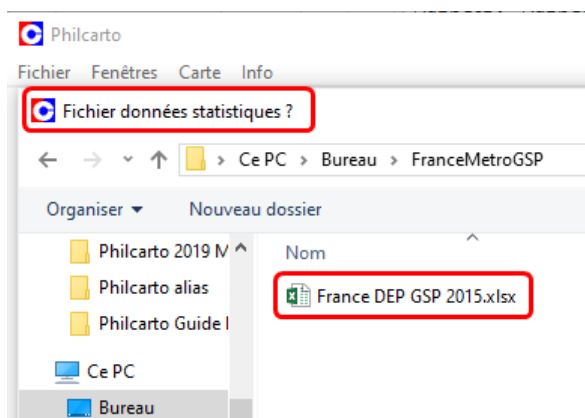 Philcarto
Fichier Fenêtres Carte Info
Fichier données statistiques ?
Ce PC > Bureau > FranceMetroGSP
Organiser Nouveau dossier
Philcarto 2019 M
Nom
Philcarto alias
France DEP GSP 2015.xlsx
Philcarto Guide
Ce PC
Bureau